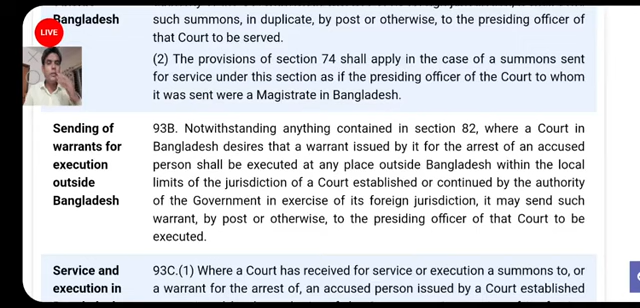 LIVE
Bangladesh
such summons, in duplicate, by post or otherwise, to the presiding officer of
that Court to be served.
(2) The provisions of section 74 shall apply in the case of a summons sent
for service under this section as if the presiding officer of the Court to whom
it was sent were a Magistrate in Bangladesh.
Sending of
warrants for
execution
outside
Bangladesh
93B. Notwithstanding anything contained in section 82, where a Court in
Bangladesh desires that a warrant issued by it for the arrest of an accused
person shall be executed at any place outside Bangladesh within the local
limits of the jurisdiction of a Court established or continued by the authority
of the Government in exercise of its foreign jurisdiction, it may send such
warrant, by post or otherwise, to the presiding officer of that Court to be
executed.
Service and
execution in
93C.(1) Where a Court has received for service or execution a summons to, or
a warrant for the arrest of, an accused person issued by a Court established